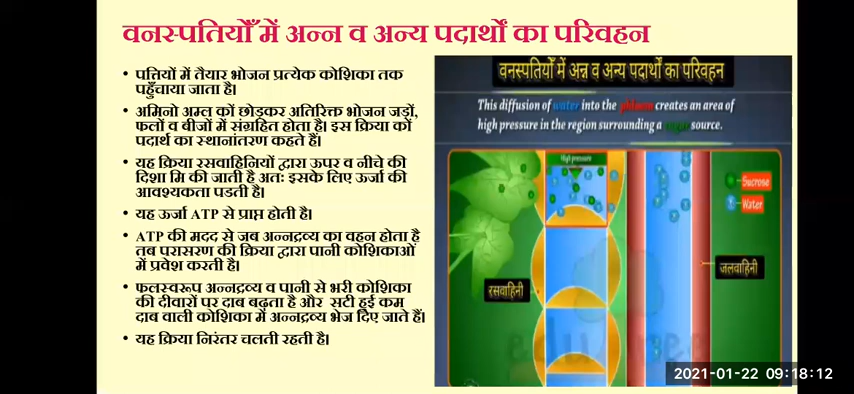 वनस्पतियोँ में अन्न व अन्य पदार्थों का परिवहन
• पत्तियों में तैयार भोजन प्रत्येक कोशिका तक
पहुँचाया जाता है।
• अमिनो अम्ल कों छोड़कर अतिरिक्त भोजन जड़ों,
फलों व बीजों में संग्रहित होता है। इस क्रिया कों
पदार्थ का स्थानांतरण कहते हैं।
• यह क्रिया रसवाहिनियों द्वारा ऊपर व नीचे की
दिशा मि की जाती है अतः इसके लिए ऊर्जा की
आवश्यकता पडती है।
• यह ऊर्जा ATP से प्राप्त होती है।
• ATP की मदद से जब अन्नद्रव्य का वहन होता है
तब परासरण की क्रिया द्वारा पानी कोशिकाओं
में प्रवेश करती है।
• फलस्वरूप अन्नद्रव्य व पानी से भरी कोशिका
की दीवारों पर दाब बढ़ता है और सटी हुई कम
दाब वाली कोशिका में अन्नद्रव्य भेज दिए जाते हैं।
• यह क्रिया निरंतर चलती रहती है।
वनस्पतियोँ में अन्न व अन्य पदार्थों का परिवहन
This diffusion of water into the phloem creates an area of
high pressure in the region surrounding a sugar source.
High pressure
Sucrose
Water
जलवाहिनी
रसवाहिनी
2021-01-22 09:18:12